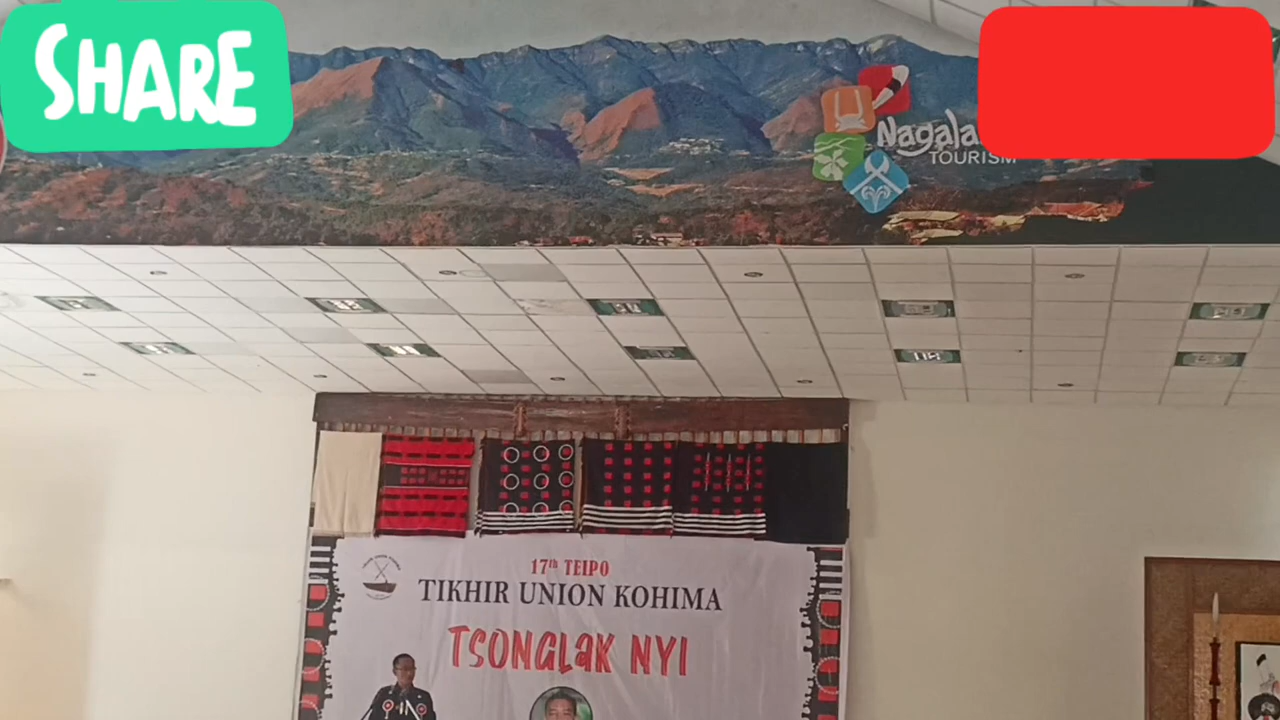 SHARE
Nagala
TOURISM
17th TEIPO
TIKHIR UNION KOHIMA
TSONGLAK NYI